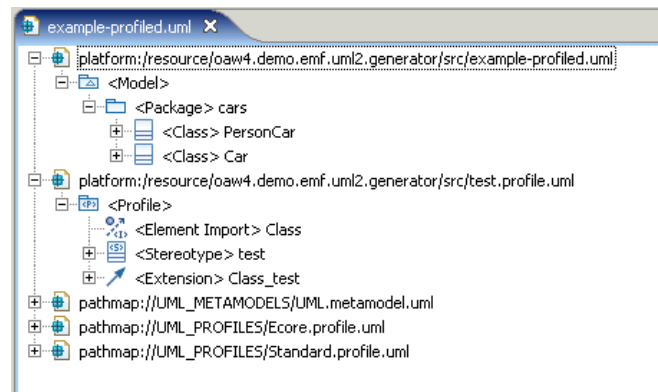 example-profiled.uml
platform:/resource/oaw4.demo.emf.uml2.generator/src/example-profiled.uml
<Model>
<Package> cars
<Class> PersonCar
<Class> Car
platform:/resource/oaw4.demo.emf.uml2.generator/src/test.profile.uml
<Profile>
<Element Import> Class
<Stereotype> test
<Extension> Class_test
pathmap://UML_METAMODELS/UML.metamodel.uml
pathmap://UML_PROFILES/Ecore.profile.uml
pathmap://UML_PROFILES/Standard.profile.uml